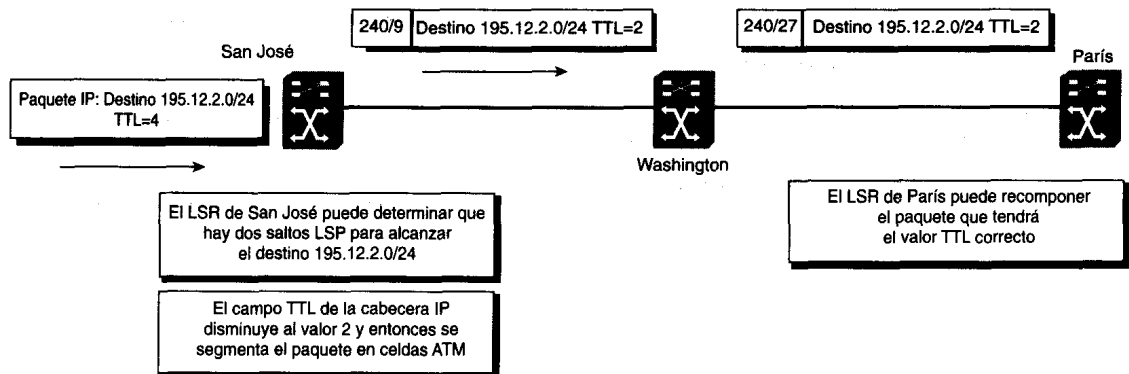 240/9 Destino 195.12.2.0/24 TTL=2
240/27 Destino 195.12.2.0/24 TTL=2
San José
París
Paquete IP: Destino 195.12.2.0/24
TTL=4
Washington
El LSR de San José puede determinar que
hay dos saltos LSP para alcanzar
el destino 195.12.2.0/24
El LSR de París puede recomponer
el paquete que tendrá
el valor TTL correcto
El campo TTL de la cabecera IP
disminuye al valor 2 y entonces se
segmenta el paquete en celdas ATM